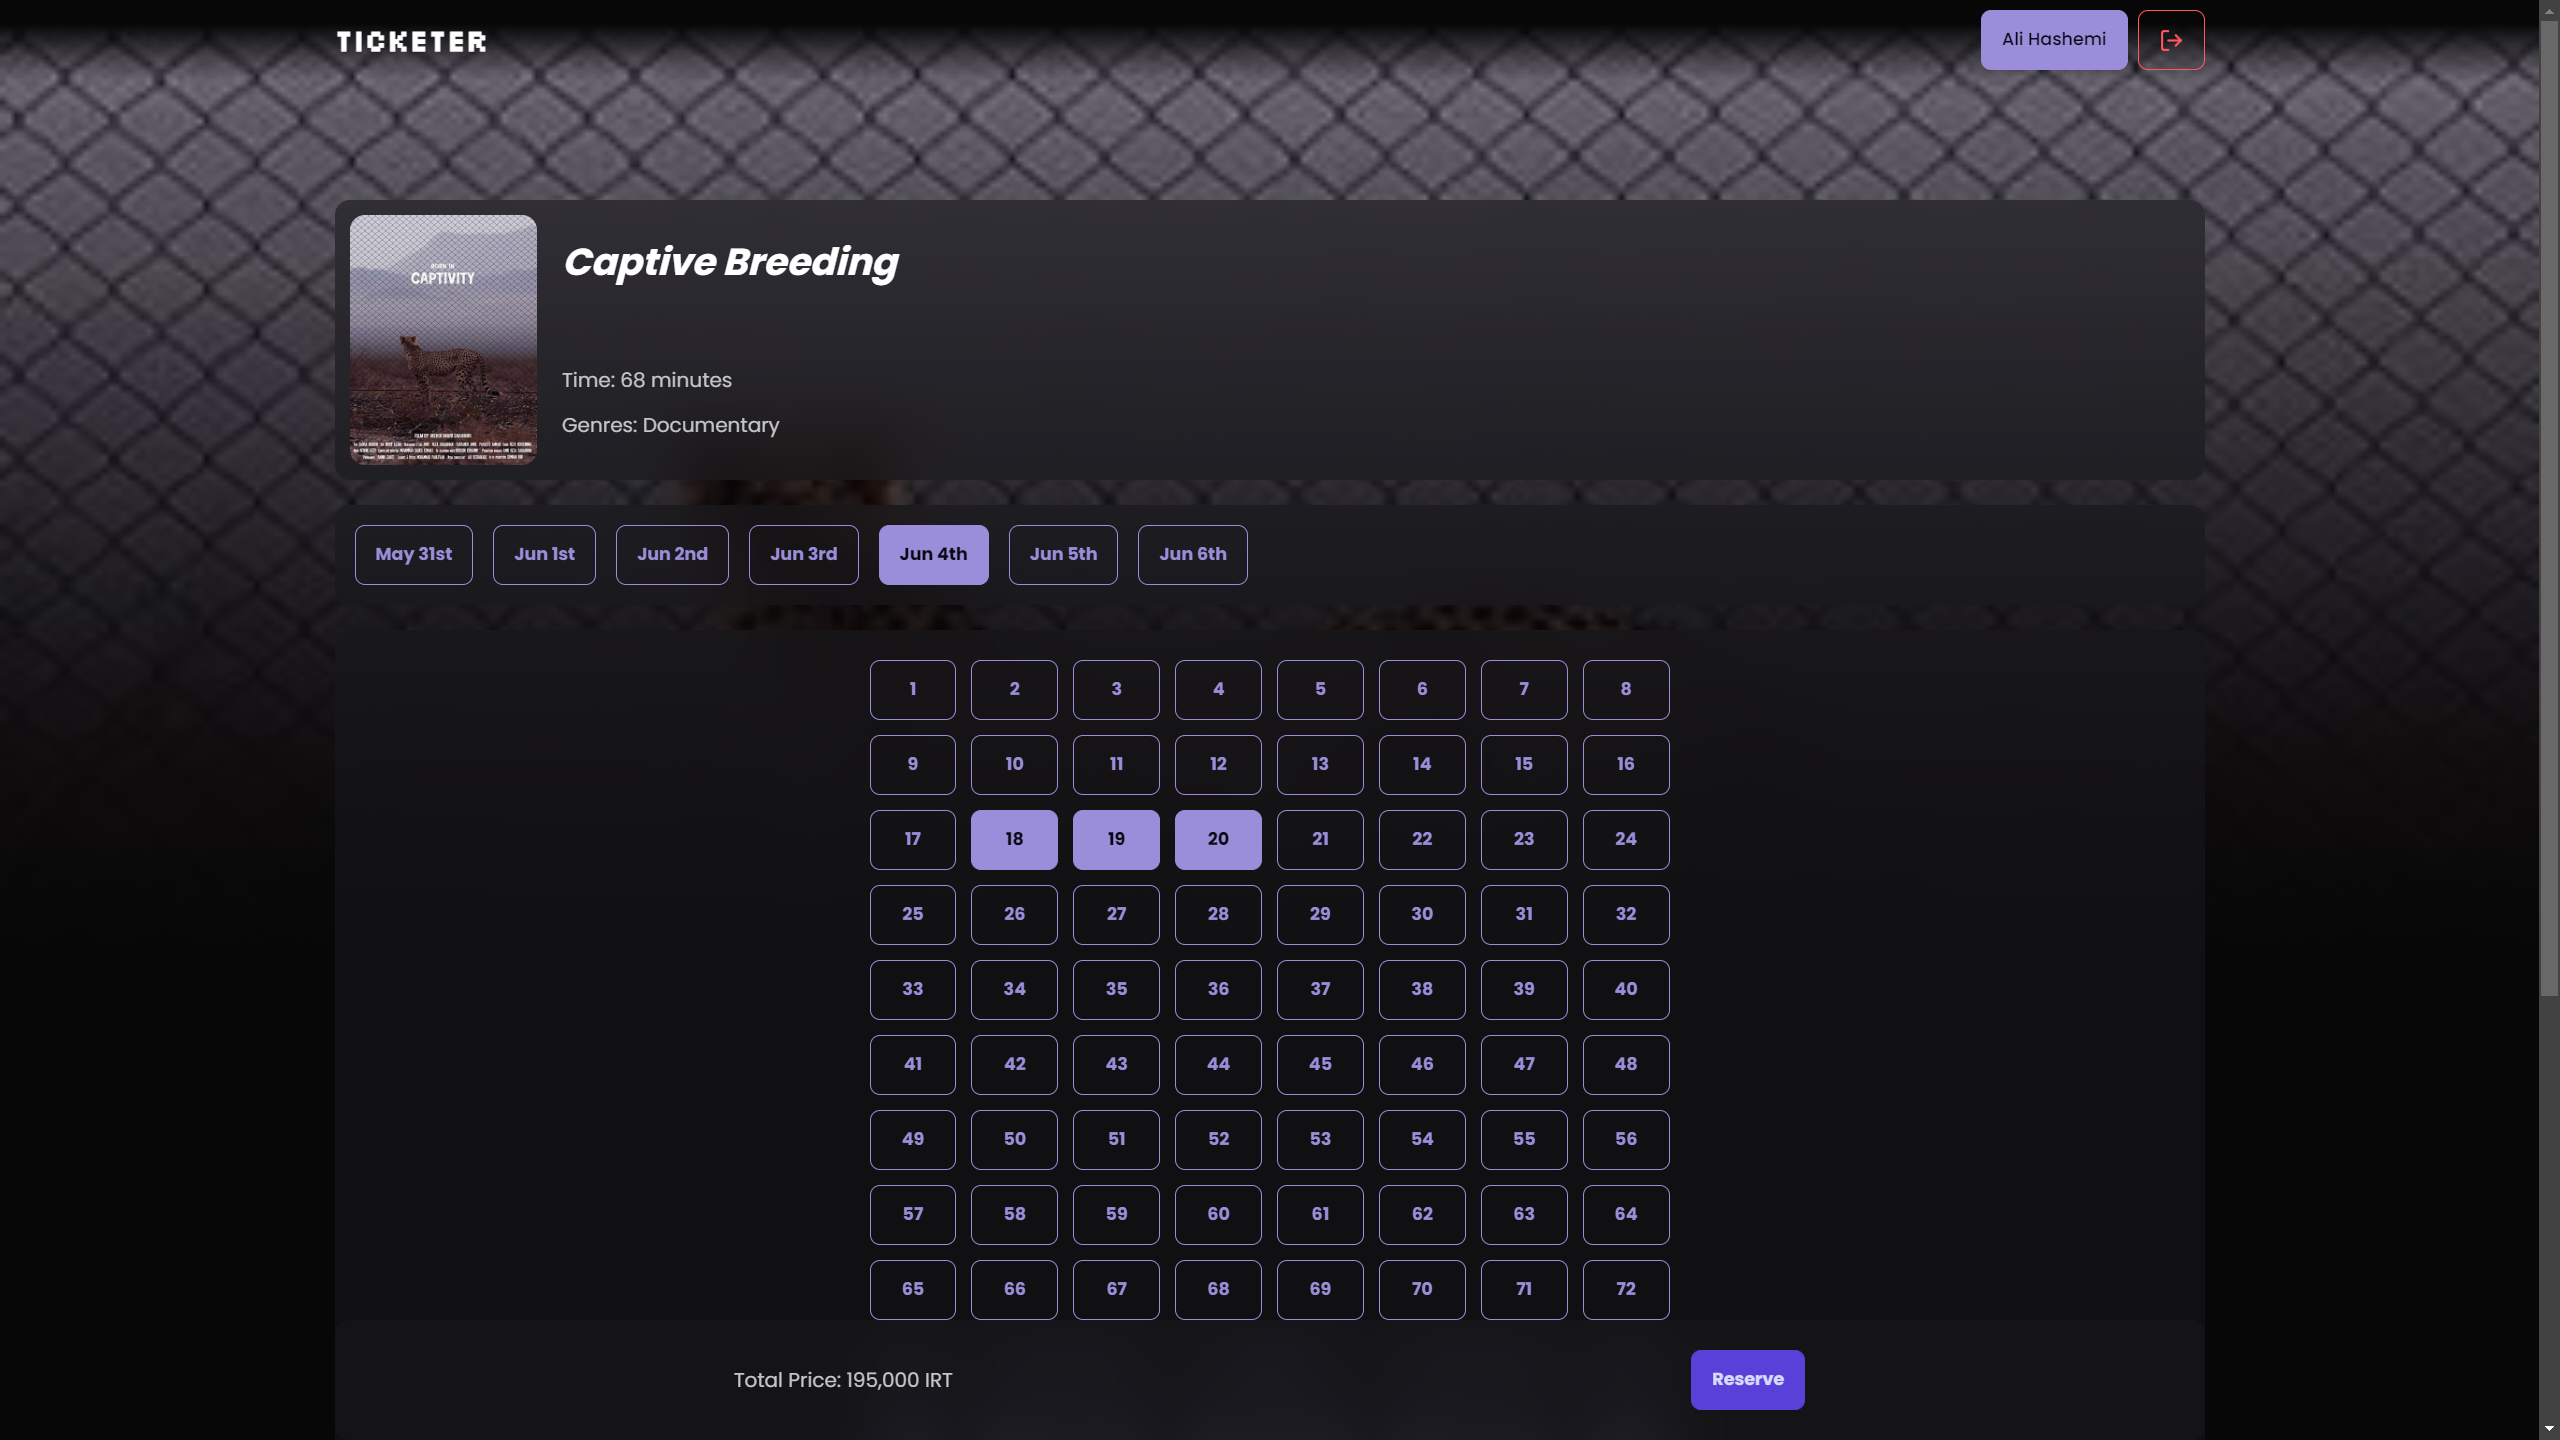 TICKETER
Ali Hashemi
BORN IN
CAPTIVITY
Captive Breeding
Time: 68 minutes
Genres: Documentary
May 31st Jun 1st Jun 2nd Jun 3rd Jun 4th Jun 5th Jun 6th
1 2 3 4 5 6 7 8
9 10 11 12 13 14 15 16
17 18 19 20 21 22 23 24
25 26 27 28 29 30 31 32
33 34 35 36 37 38 39 40
41 42 43 44 45 46 47 48
49 50 51 52 53 54 55 56
57 58 59 60 61 62 63 64
65 66 67 68 69 70 71 72
Total Price: 195,000 IRT
Reserve